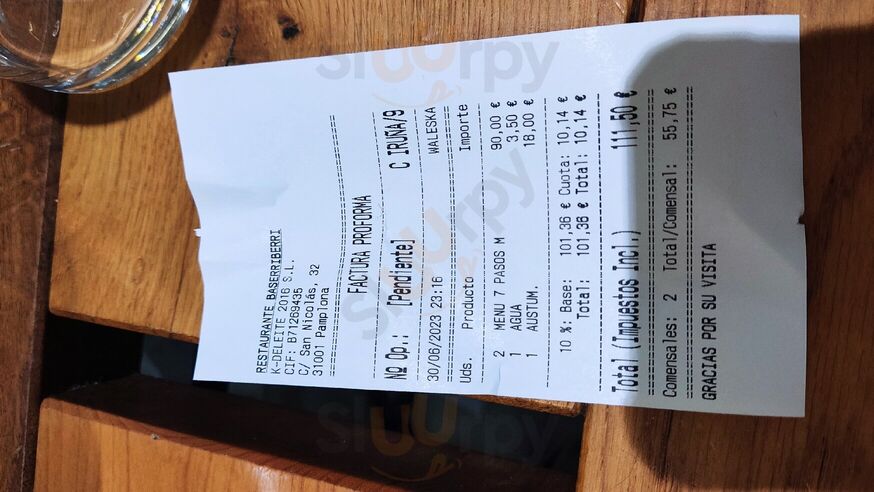 RESTAURANTE BASERRIBERRI
K-DELEITE 2016 S.L.
CIF: B71269435
C/ San Nicolás, 32
31001 Pamplona
FACTURA PROFORMA
Nº Op.: [Pendiente] C IRUÑA/9
30/06/2023 23:16 WALESKA
Uds. Producto Importe
2 MENU 7 PASOS M 90,00 €
1 AGUA 3,50 €
1 AUSTUM. 18,00 €
10 %: Base: 101,36 € Cuota: 10,14 €
Total: 101,36 € Total: 10,14 €
Total (Impuestos Incl.) 111,50 €
Comensales: 2 Total/Comensal: 55,75 €
GRACIAS POR SU VISITA
sluurpy
sluurpy
sluurpy